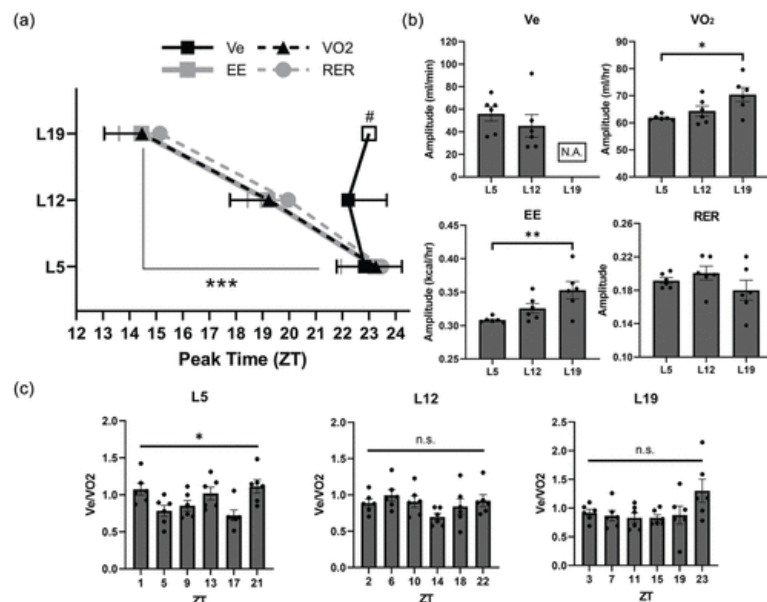 (a)
Ve VO2
EE RER
L19
L12
L5
#
***
12 13 14 15 16 17 18 19 20 21 22 23 24
Peak Time (ZT)
(b)
Ve
Amplitude (ml/min)
120
100
80
60
40
20
0
N.A.
L5 L12 L19
VO₂
Amplitude (ml/hr)
90
80
70
60
40
*
L5 L12 L19
EE
Amplitude (kcal/hr)
0.45
0.40
0.35
0.30
0.25
**
L5 L12 L19
RER
Amplitude
0.26
0.22
0.18
0.14
0.10
L5 L12 L19
(c)
L5
Ve/VO2
2.0
1.5
1.0
0.5
0.0
*
1 5 9 13 17 21
ZT
L12
Ve/VO2
2.0
1.5
1.0
0.5
0.0
n.s.
2 6 10 14 18 22
ZT
L19
Ve/VO2
2.5
2.0
1.5
1.0
0.5
0.0
n.s.
3 7 11 15 19 23
ZT